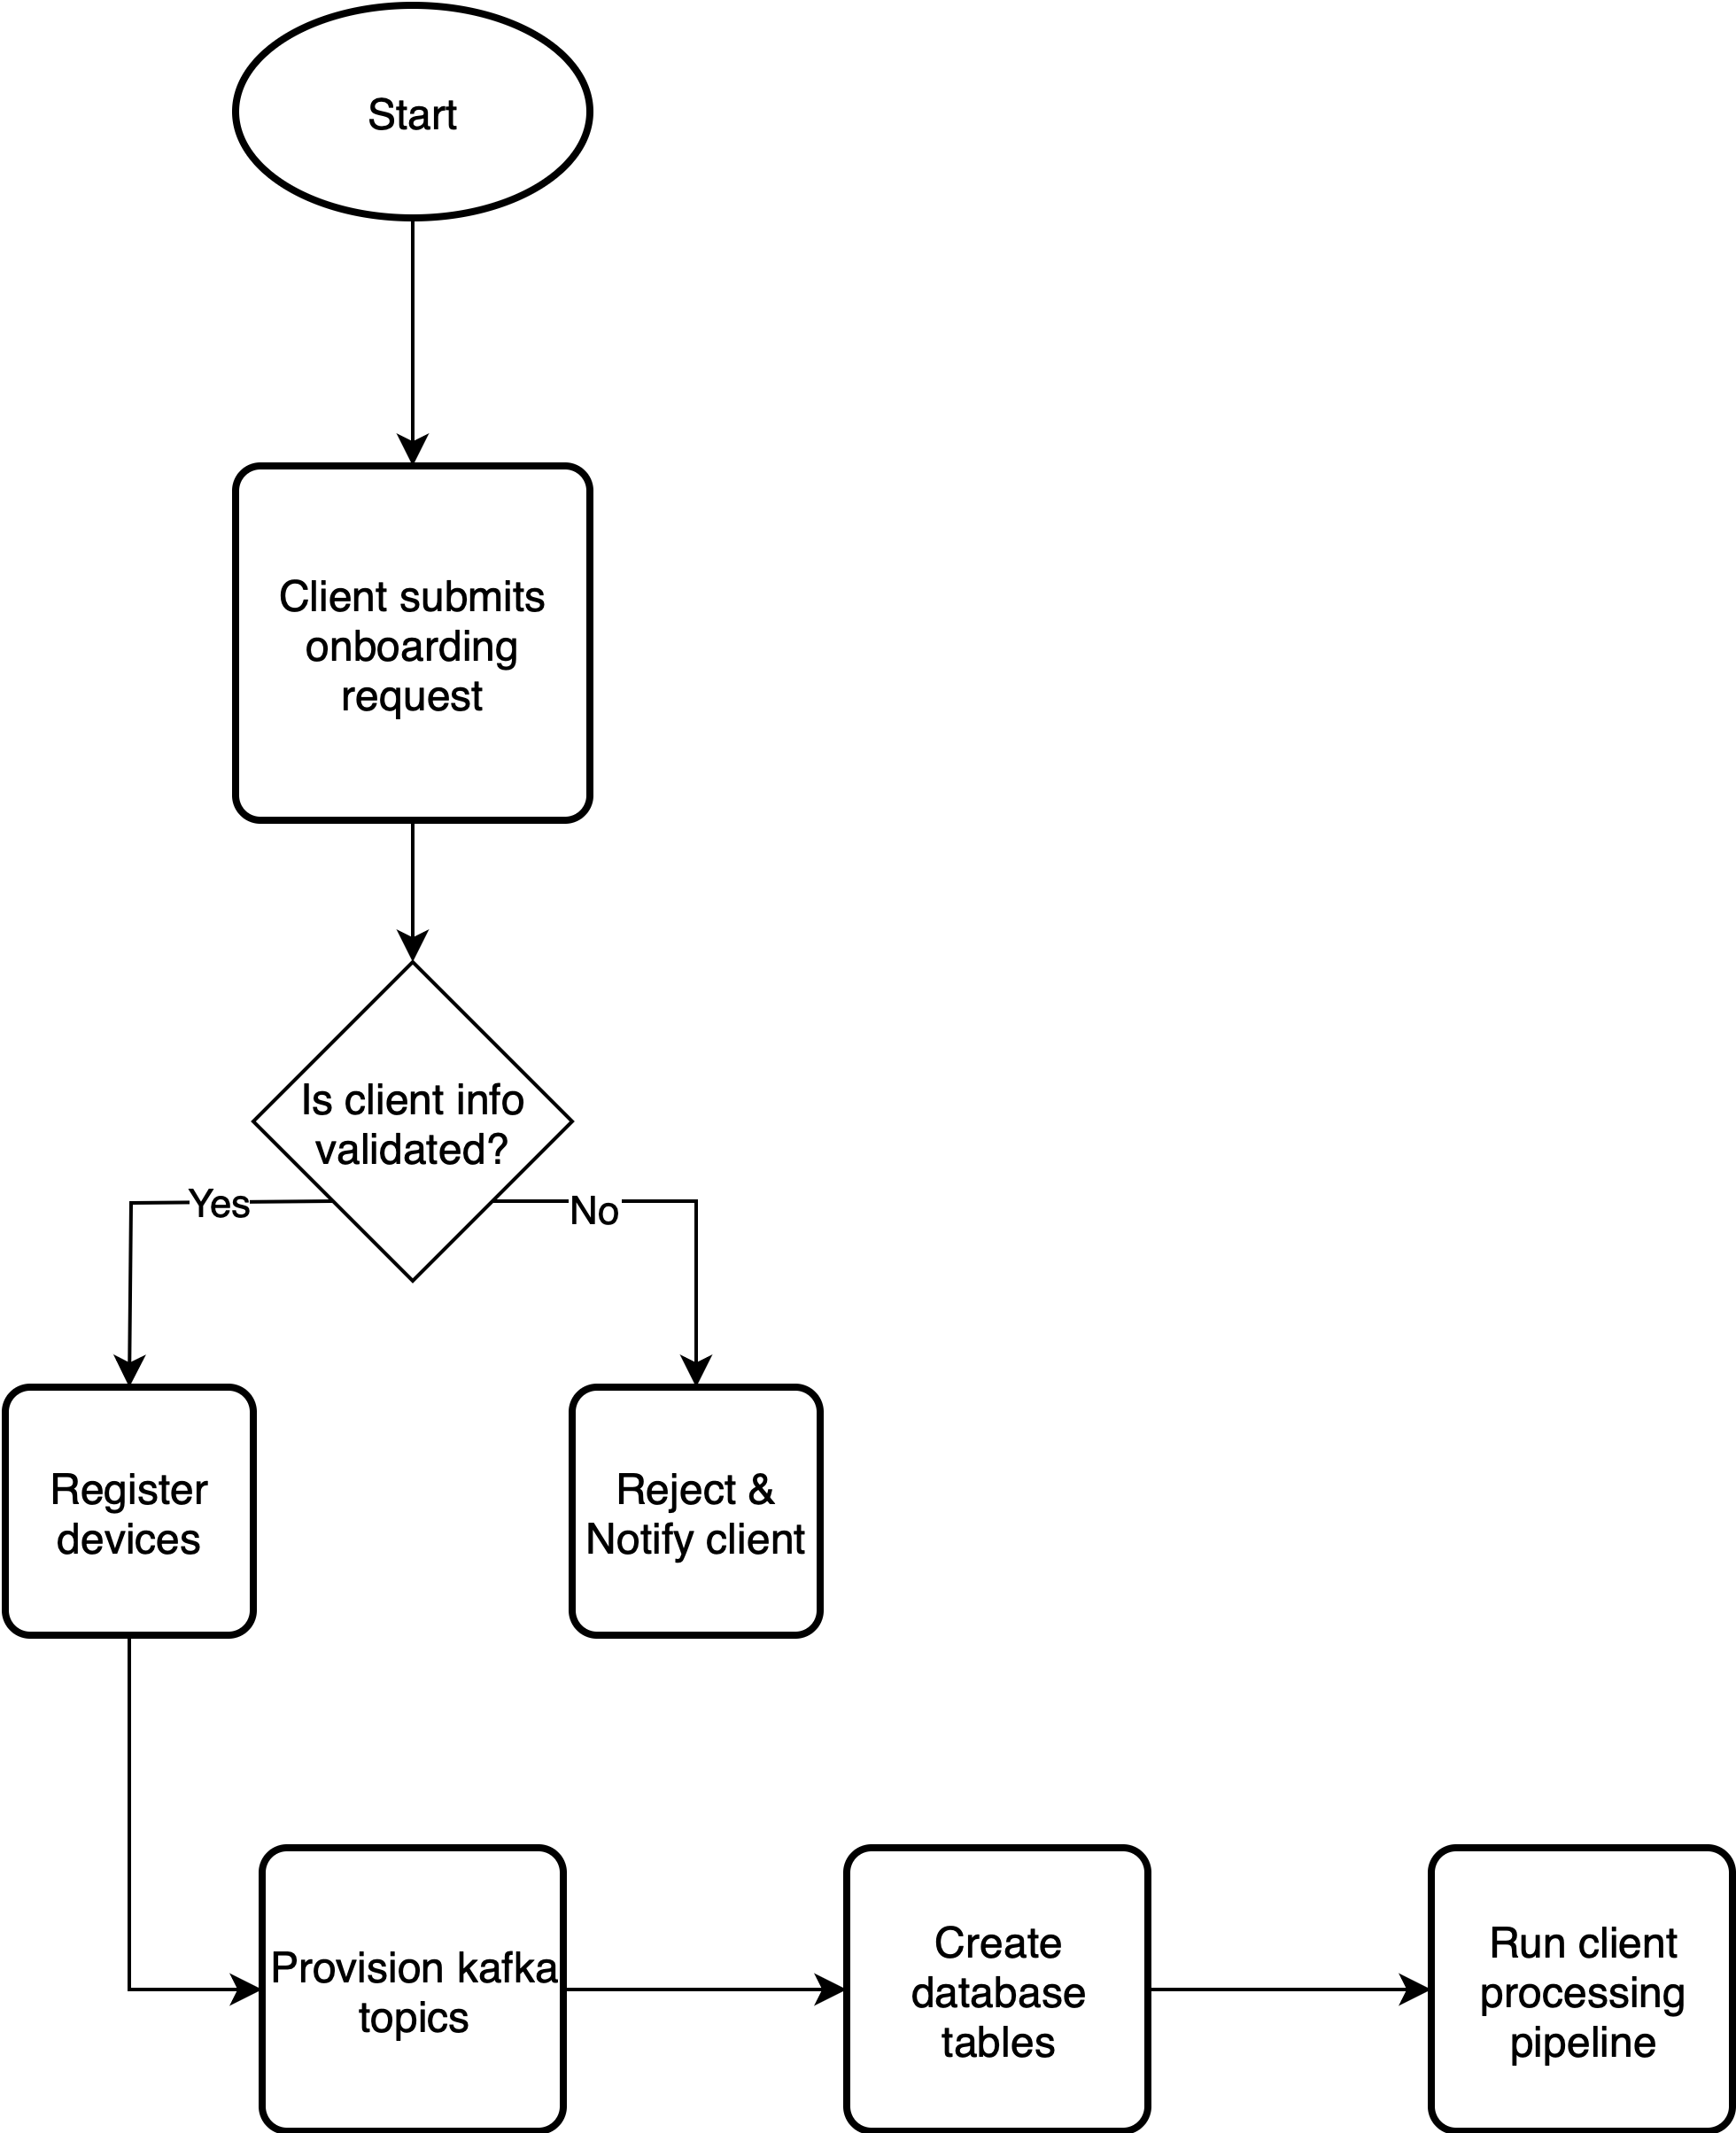 Start
Client submits
onboarding
request
Is client info
validated?
Yes
No
Register
devices
Reject &
Notify client
Provision kafka
topics
Create
database
tables
Run client
processing
pipeline